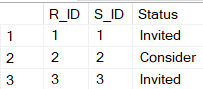 R_ID S_ID Status
1 1 1 Invited
2 2 2 Consider
3 3 3 Invited